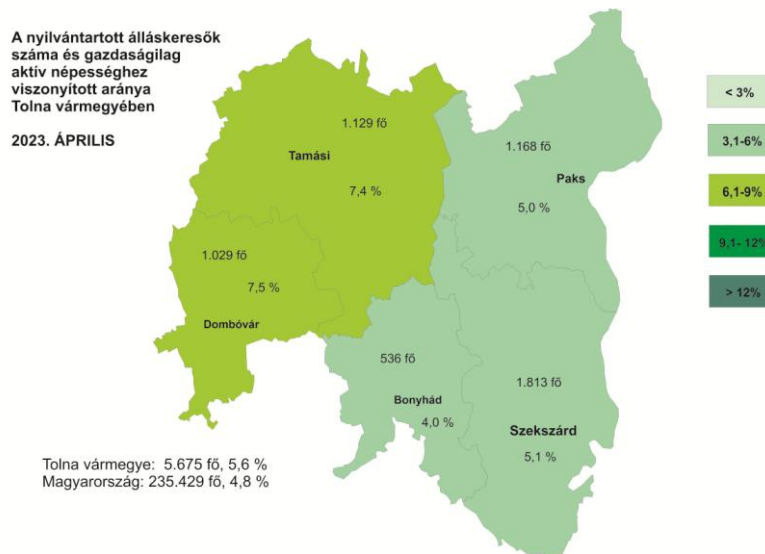 A nyilvántartott álláskeresők
száma és gazdaságilag
aktív népességhez
viszonyított aránya
Tolna vármegyében
2023. ÁPRILIS
1.129 fő
Tamási
7,4 %
1.168 fő
Paks
5,0 %
1.029 fő
7,5 %
Dombóvár
536 fő
Bonyhád
4,0 %
1.813 fő
Szekszárd
5,1 %
< 3%
3,1-6%
6,1-9%
9,1- 12%
> 12%
Tolna vármegye: 5.675 fő, 5,6 %
Magyarország: 235.429 fő, 4,8 %